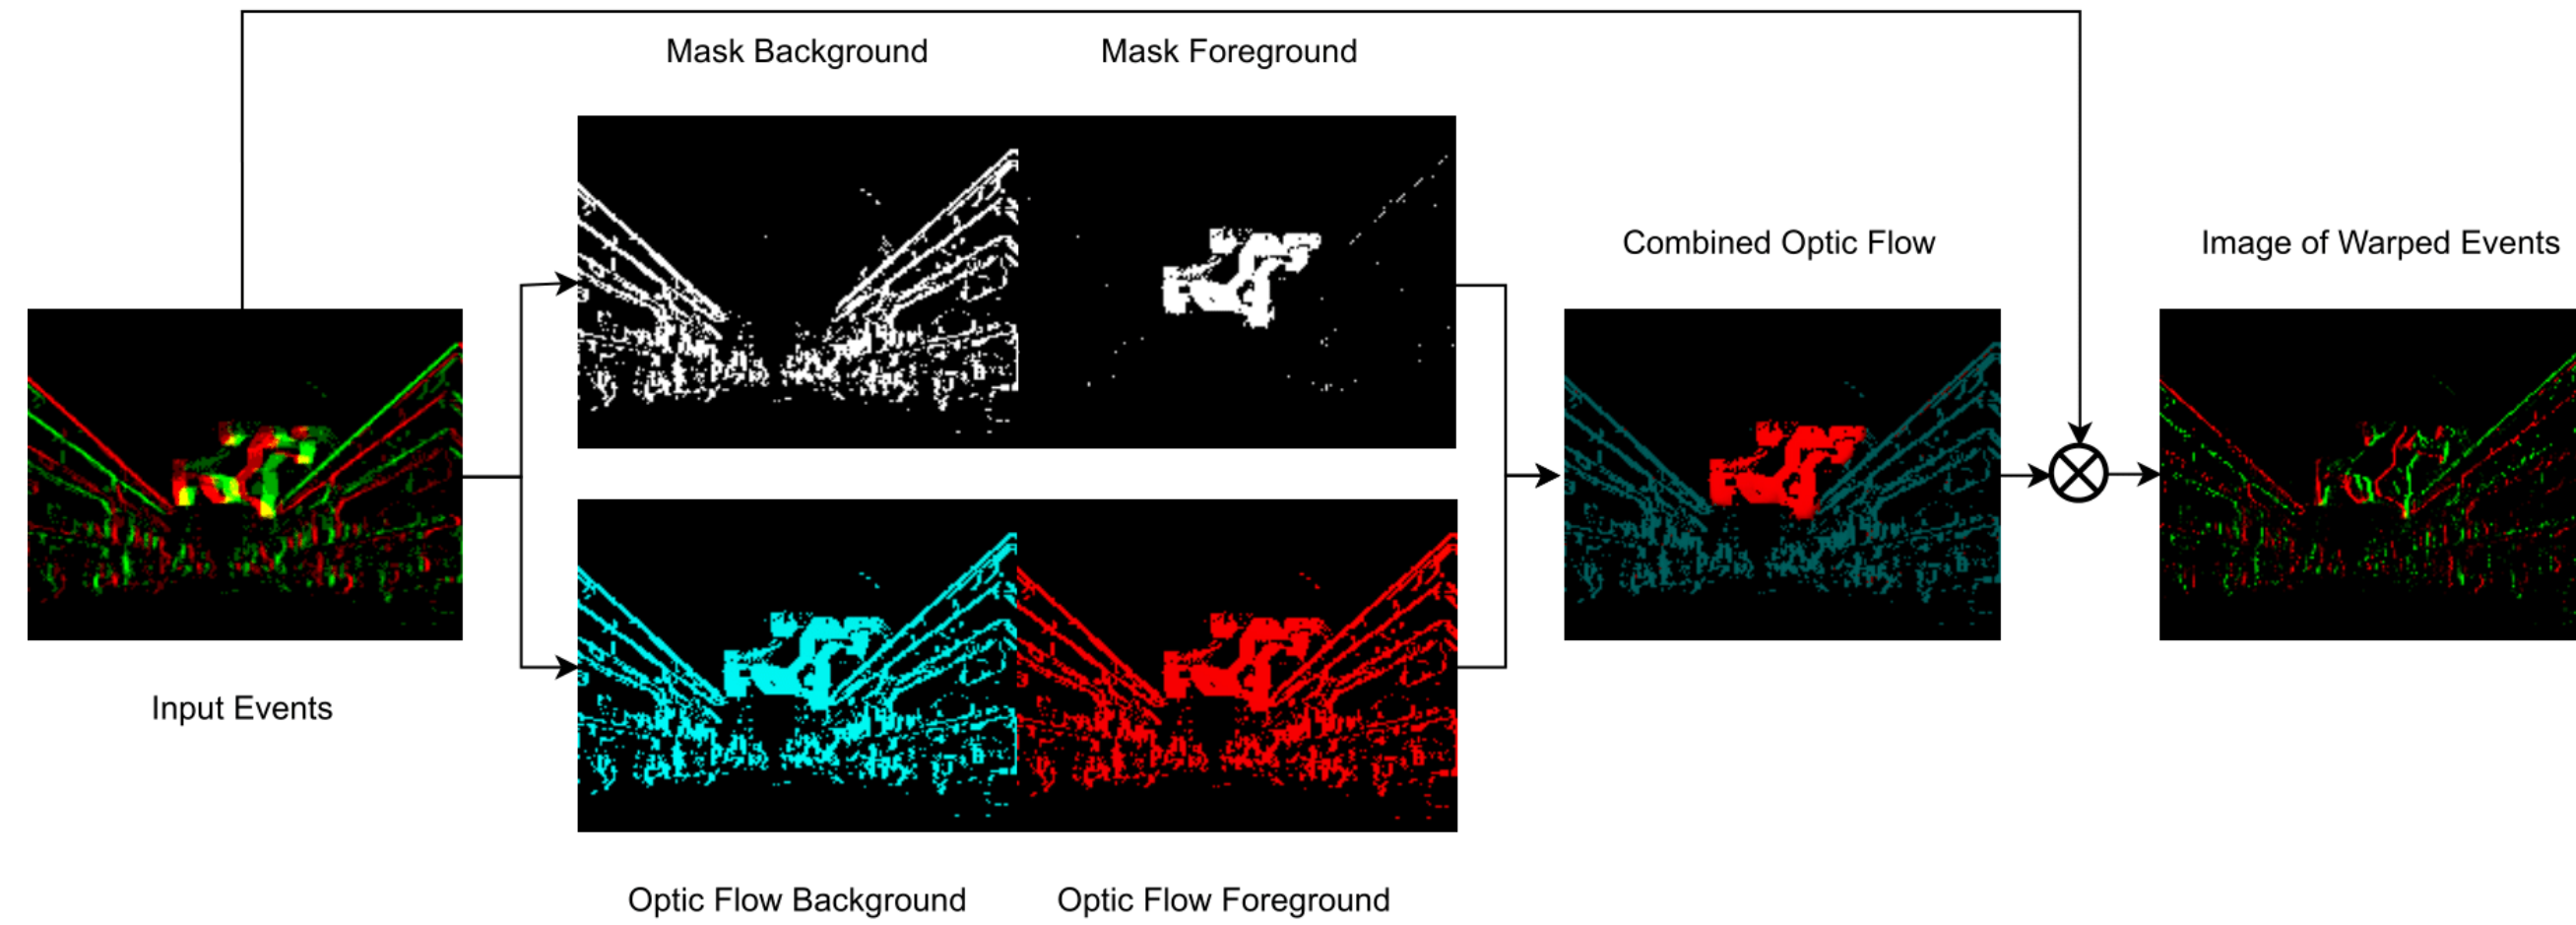 Mask Background
Mask Foreground
Combined Optic Flow
Image of Warped Events
Input Events
Optic Flow Background
Optic Flow Foreground